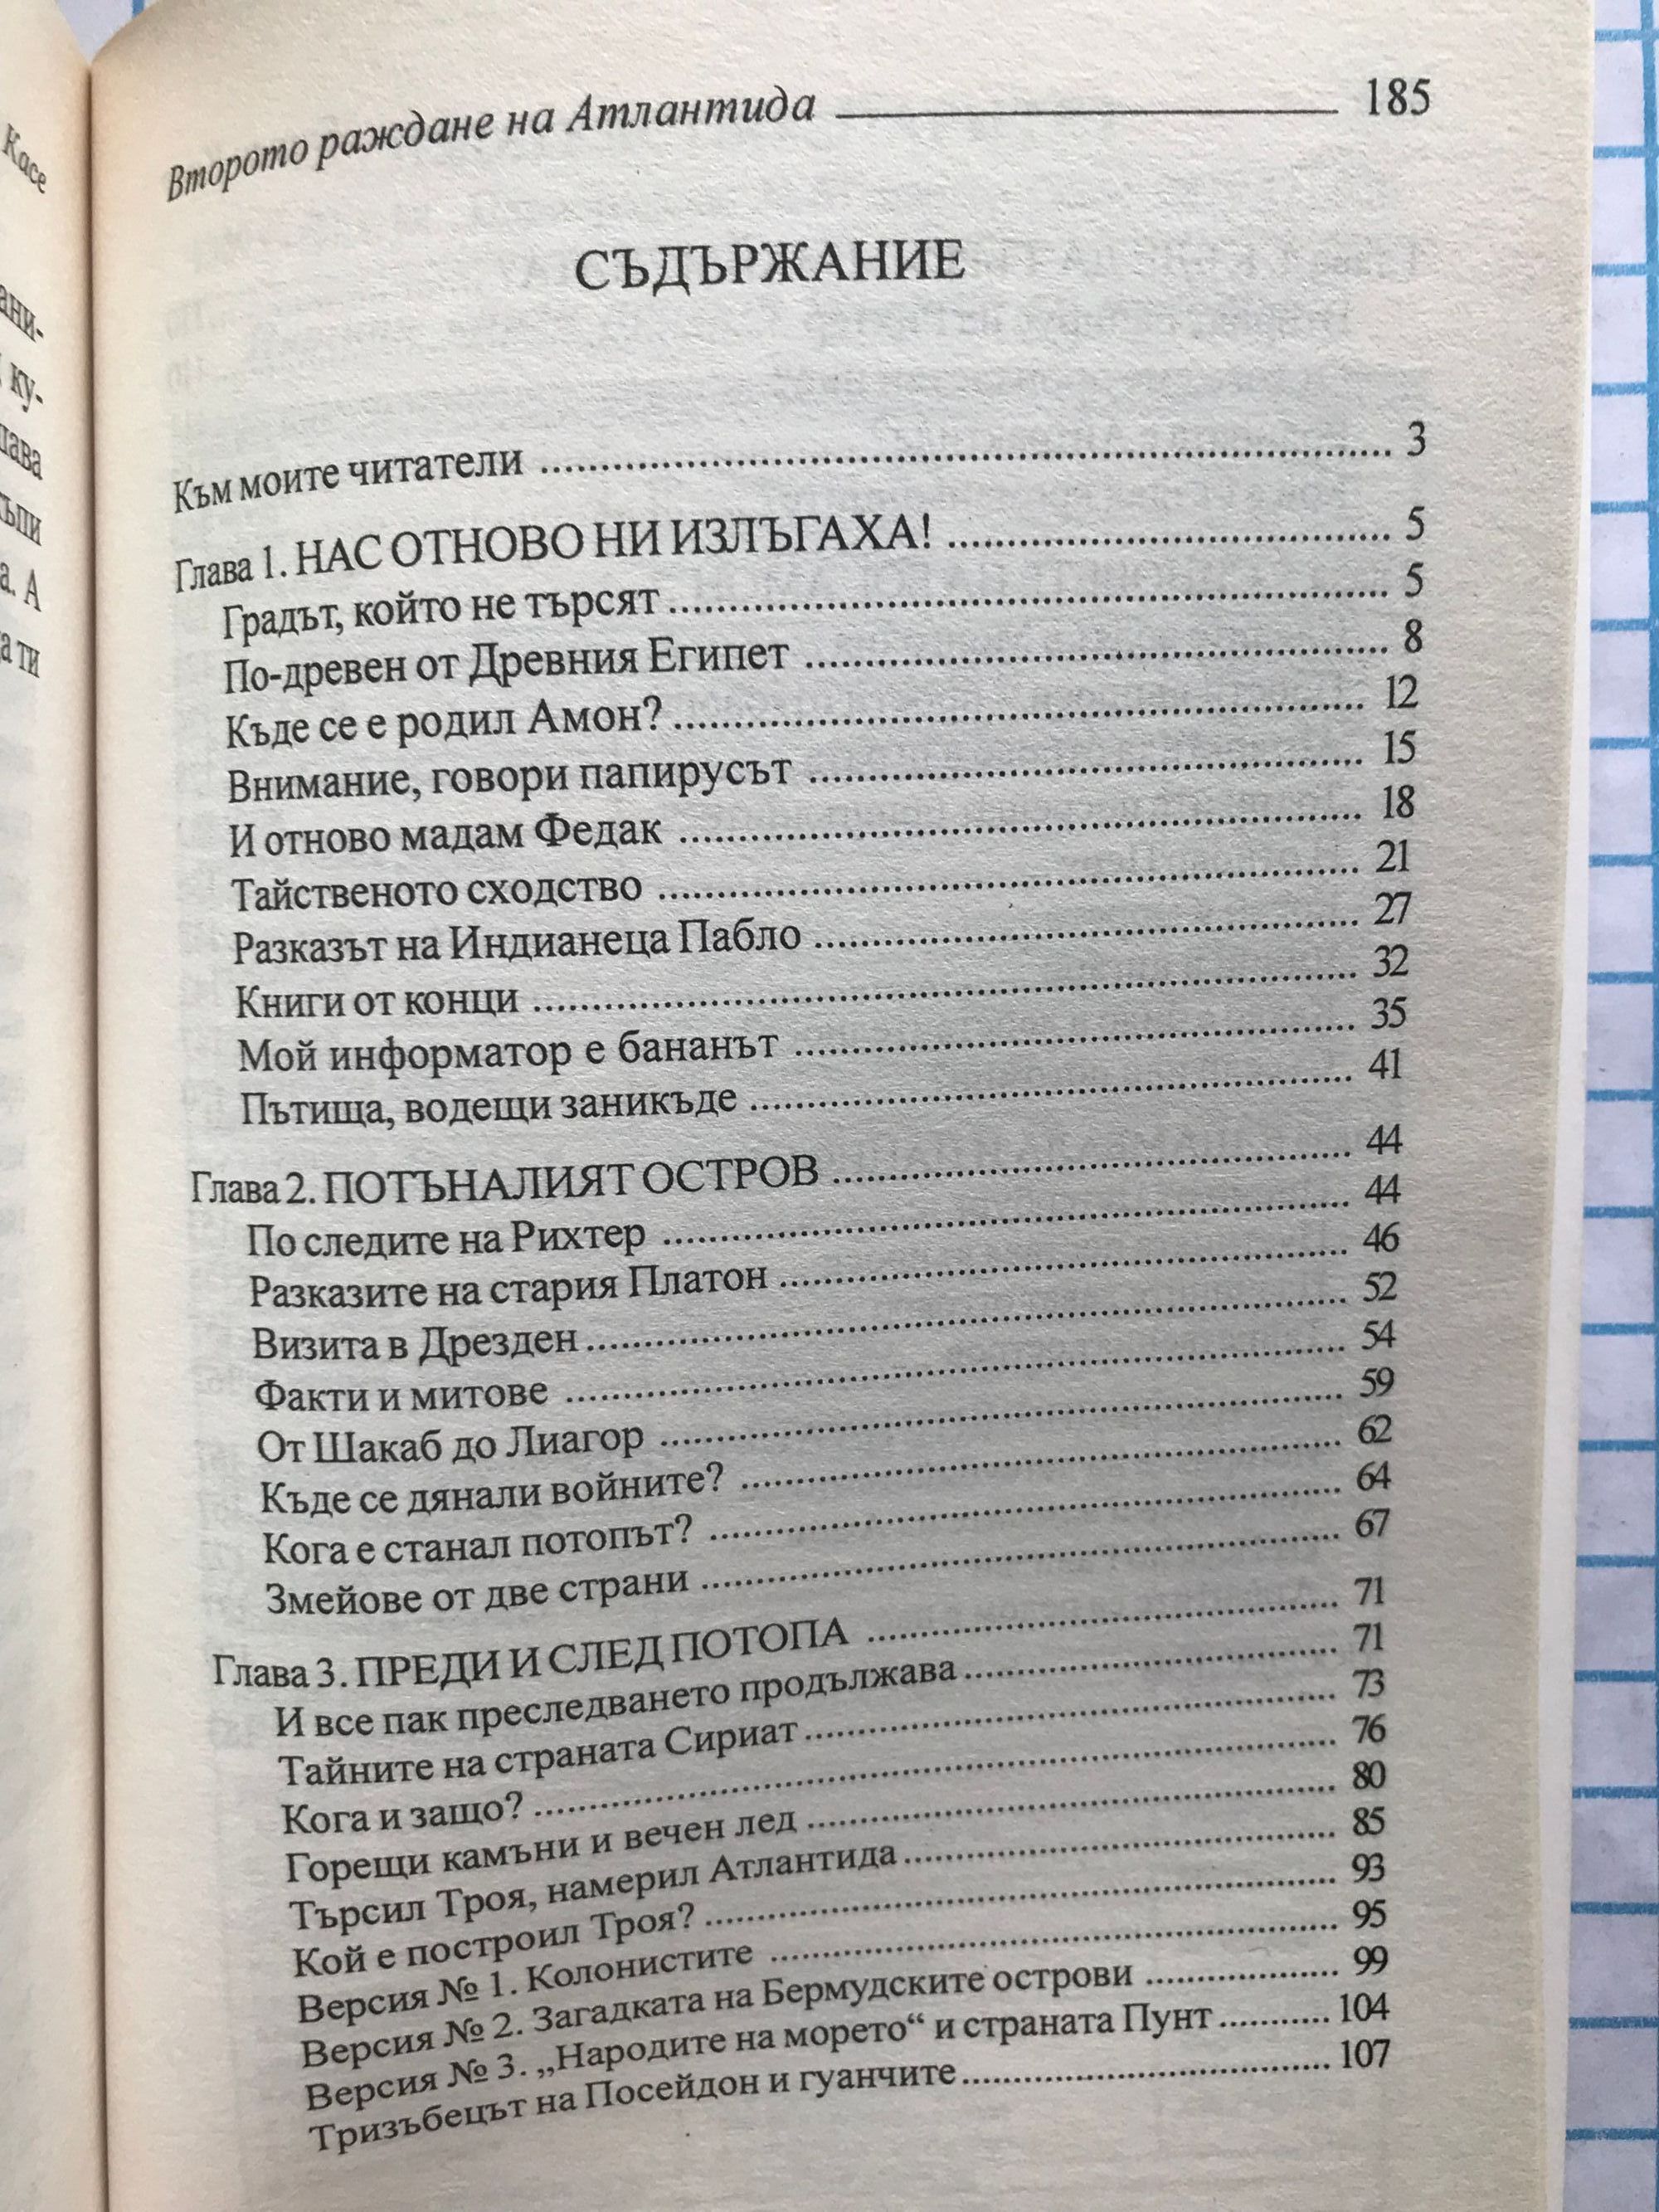 Касе
ани-
ку-
ти
Второто раждане на Атлантида 185
СЪДЪРЖАНИЕ
Към моите читатели ........ 3
Глава 1. НАС ОТНОВО НИ ИЗЛЪГАХА! ........ 5
Градът, който не търсят ........ 5
По-древен от Древния Египет ........ 8
Къде се е родил Амон? ........ 12
Внимание, говори папирусът ........ 15
И отново мадам Федак ........ 18
Тайственото сходство ........ 21
Разказът на Индианеца Пабло ........ 27
Книги от конци ........ 32
Мой информатор е бананът ........ 35
Пътища, водещи заникъде ........ 41
Глава 2. ПОТЪНАЛИЯТ ОСТРОВ ........ 44
По следите на Рихтер ........ 44
Разказите на стария Платон ........ 46
Визита в Дрезден ........ 52
Факти и митове ........ 54
От Шакаб до Лиагор ........ 59
Къде се дянали войните? ........ 62
Кога е станал потопът? ........ 64
Змейове от две страни ........ 67
Глава 3. ПРЕДИ И СЛЕД ПОТОПА ........ 71
И все пак преследването продължава ........ 71
Тайните на страната Сириат ........ 73
Кога и защо? ........ 76
Горещи камъни и вечен лед ........ 80
Търсил Троя, намерил Атлантида ........ 85
Кой е построил Троя? ........ 93
Версия № 1. Колонистите ........ 95
Версия № 2. Загадката на Бермудските острови ........ 99
Версия № 3. „Народите на морето“ и страната Пунт ........ 104
Тризъбецът на Посейдон и гуанчите ........ 107